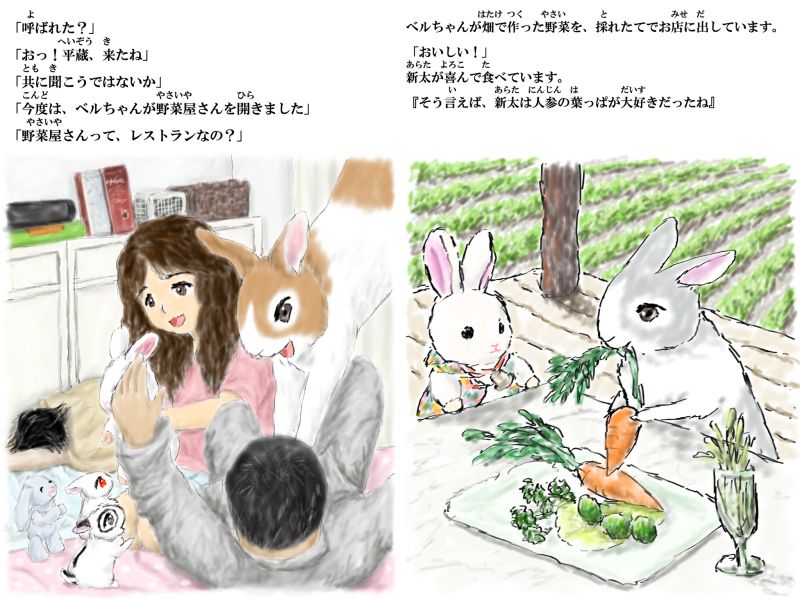 「呼ばれた？」
「おっ！平蔵、来たね」
「共に聞こうではないか」
「今度は、ベルちゃんが野菜屋さんを開きました」
「野菜屋さんって、レストランなの？」
ベルちゃんが畑で作った野菜を、採れたてでお店に出しています。
「おいしい！」
新太が喜んで食べています。
『そう言えば、新太は人参の葉っぱが大好きだったね』